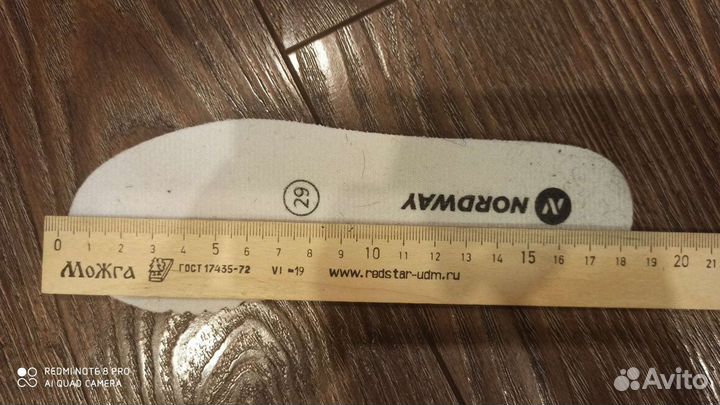 29
NORDWAY
0 1 2 3 4 5 6 7 8 9 10 11 12 13 14 15 16 17 18 19 20 21
МоЖга ГОСТ 17435-72 VI =19 www.redstar-udm.ru
REDMI NOTE 8 PRO
AI QUAD CAMERA
Avito